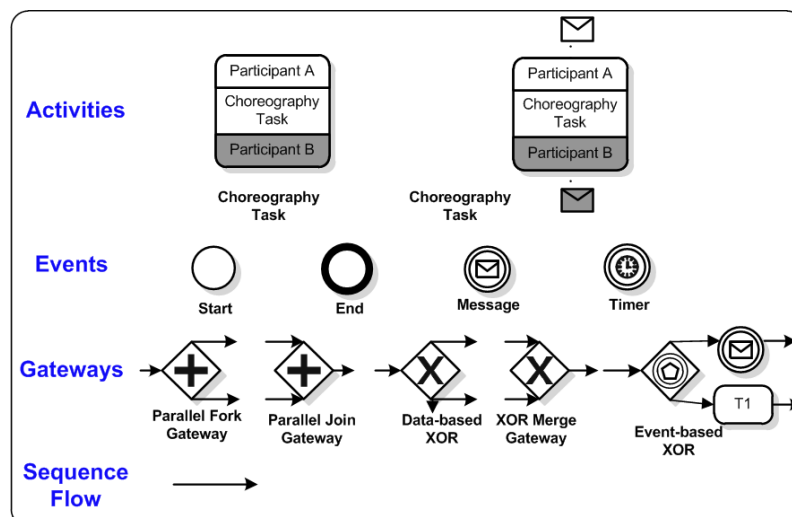 Activities
Participant A
Choreography
Task
Participant B
Choreography
Task
Participant A
Choreography
Task
Participant B
Choreography
Task
Events
Start
End
Message
Timer
Gateways
Parallel Fork
Gateway
Parallel Join
Gateway
X
Data-based
XOR
X
XOR Merge
Gateway
Event-based
XOR
T1
Sequence
Flow